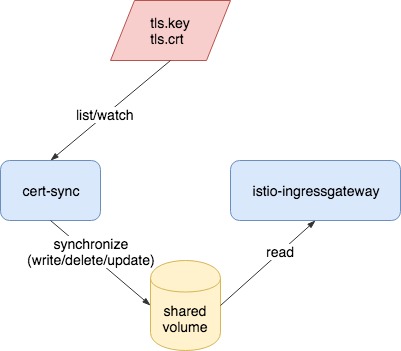 tls.key
tls.crt
list/watch
cert-sync
istio-ingressgateway
synchronize
(write/delete/update)
read
shared
volume